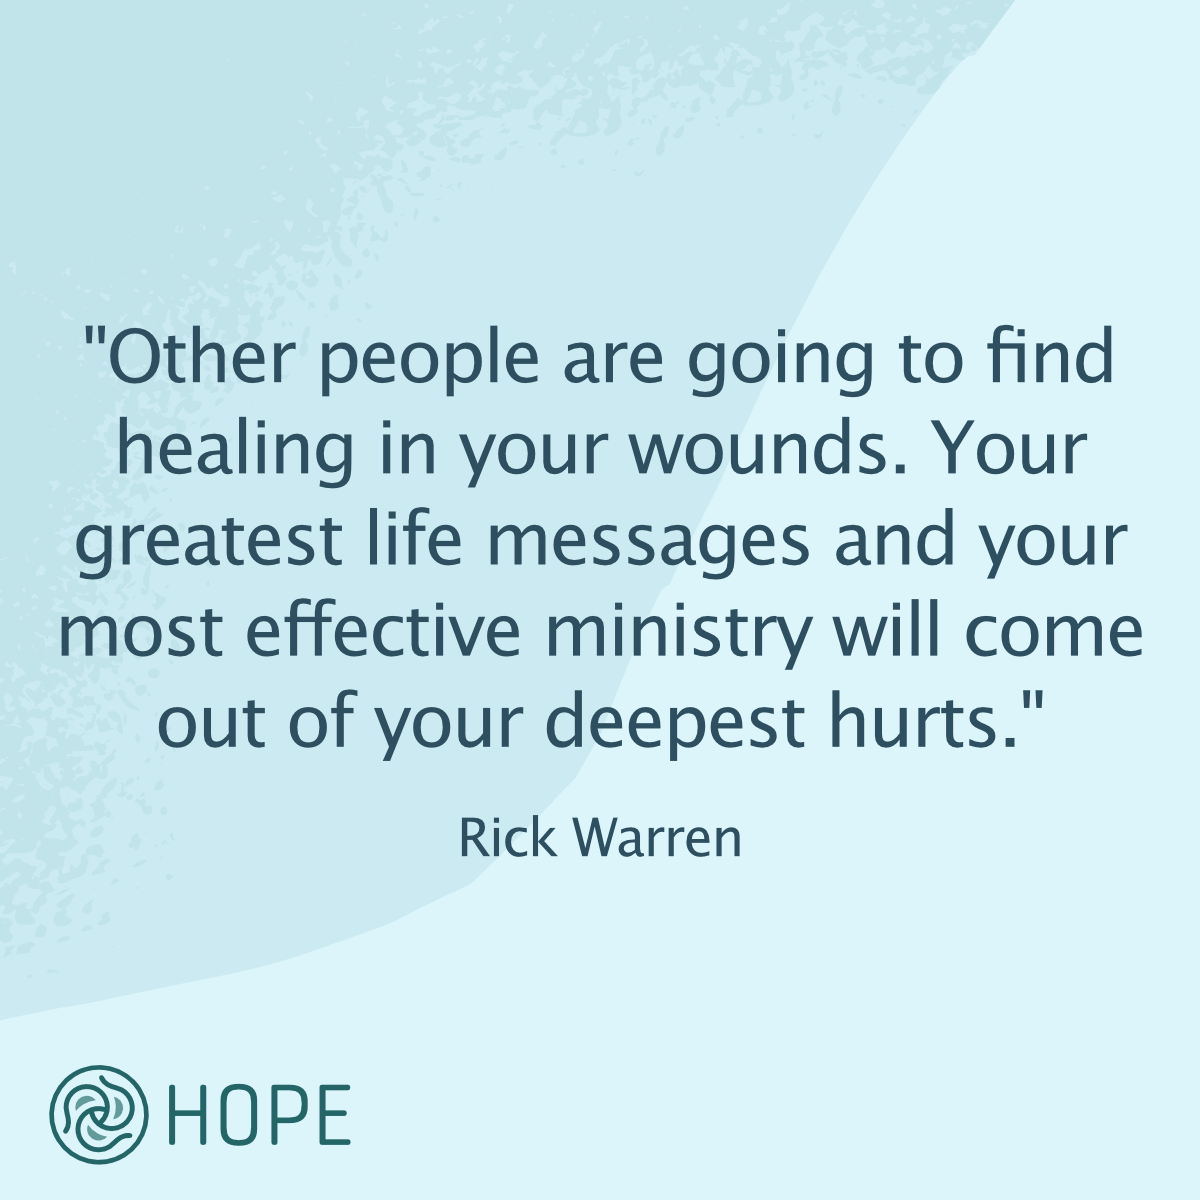 "Other people are going to find
healing in your wounds. Your
greatest life messages and your
most effective ministry will come
out of your deepest hurts."
Rick Warren
HOPE